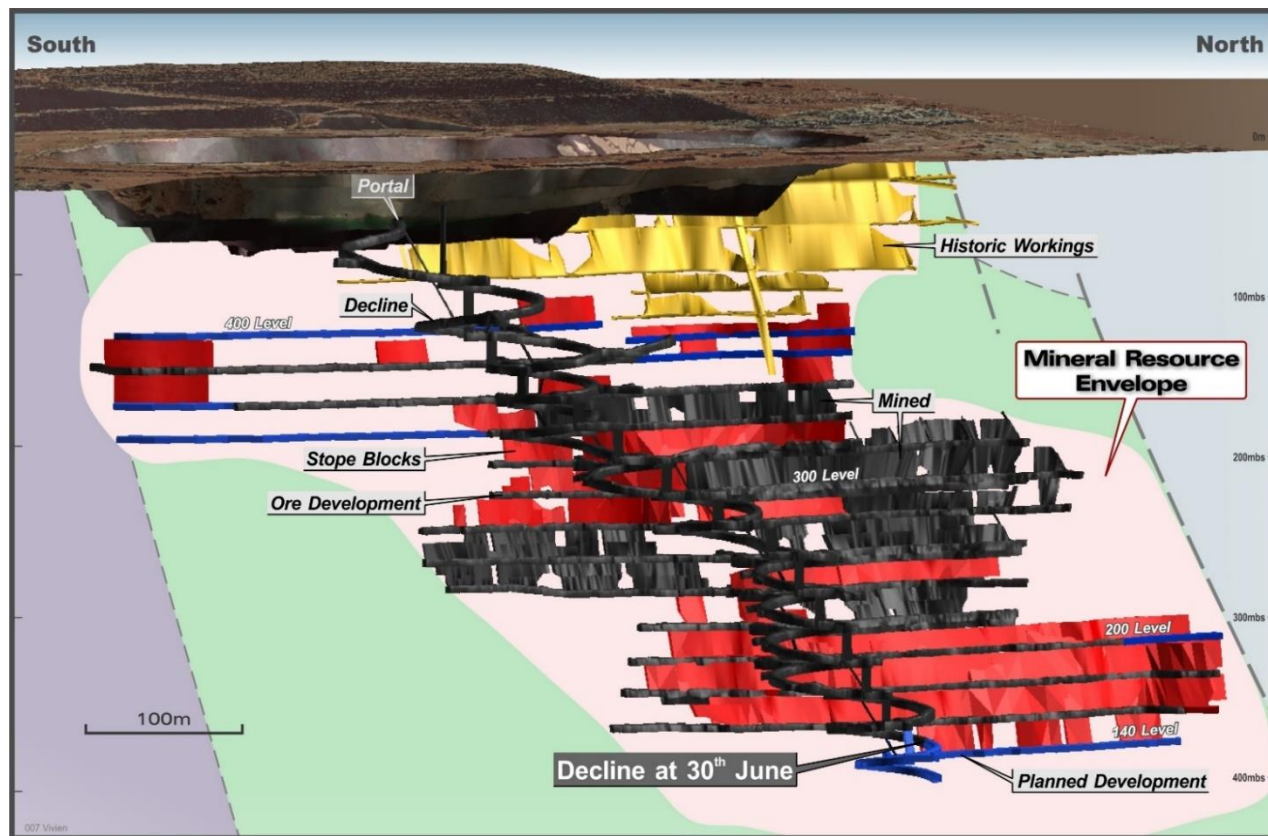 South
North
0m
Portal
Historic Workings
100mbs
Decline
400 Level
Mineral Resource
Envelope
Mined
Stope Blocks
200mbs
300 Level
Ore Development
300mbs
200 Level
100m
140 Level
Decline at 30th June
Planned Development
400mbs
007 Vivien